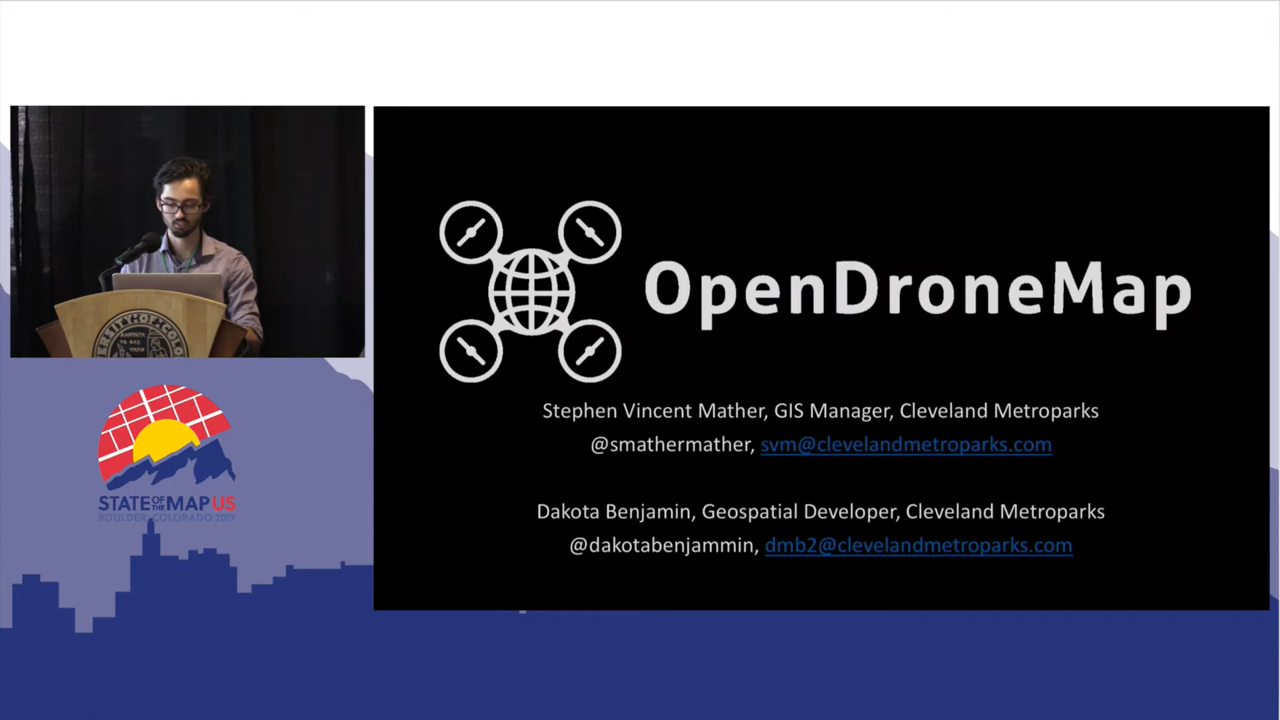 OpenDroneMap
Stephen Vincent Mather, GIS Manager, Cleveland Metroparks
@smathermather, svm@clevelandmetroparks.com
Dakota Benjamin, Geospatial Developer, Cleveland Metroparks
@dakotabenjammin, dmb2@clevelandmetroparks.com
STATE OF THE MAP US
BOULDER, COLORADO 2017